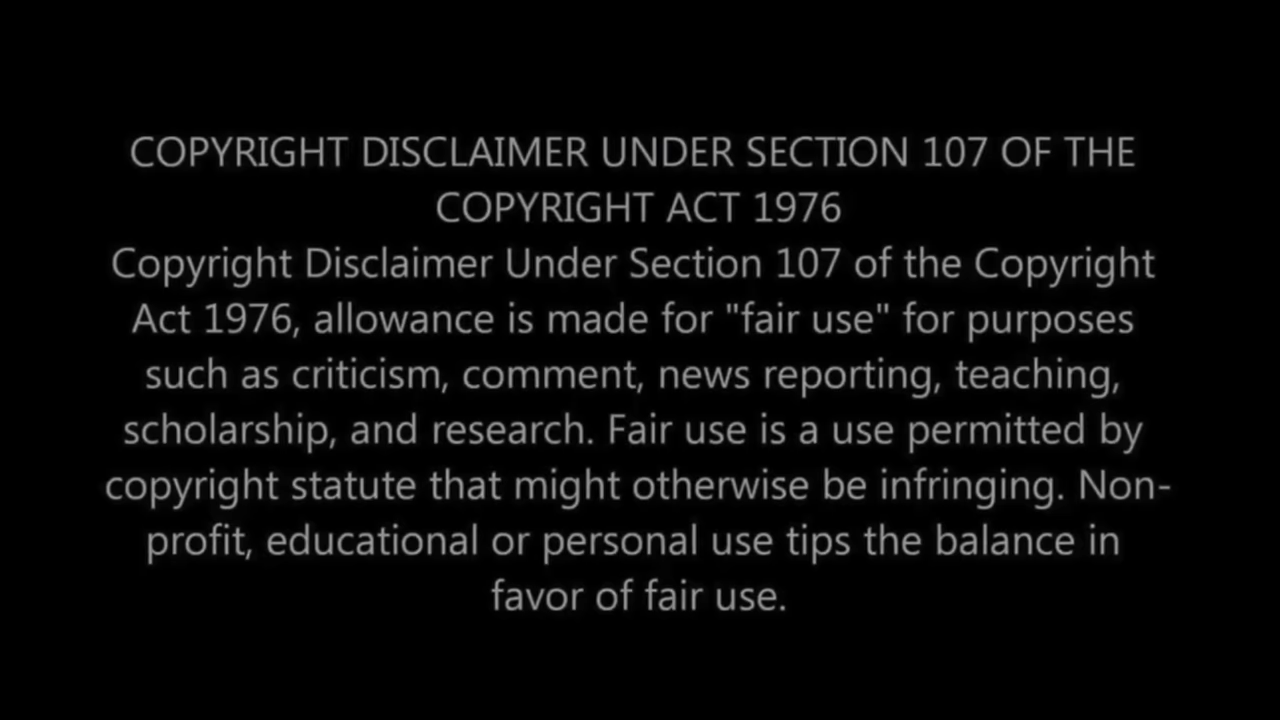 COPYRIGHT DISCLAIMER UNDER SECTION 107 OF THE
COPYRIGHT ACT 1976
Copyright Disclaimer Under Section 107 of the Copyright
Act 1976, allowance is made for "fair use" for purposes
such as criticism, comment, news reporting, teaching,
scholarship, and research. Fair use is a use permitted by
copyright statute that might otherwise be infringing. Non-
profit, educational or personal use tips the balance in
favor of fair use.